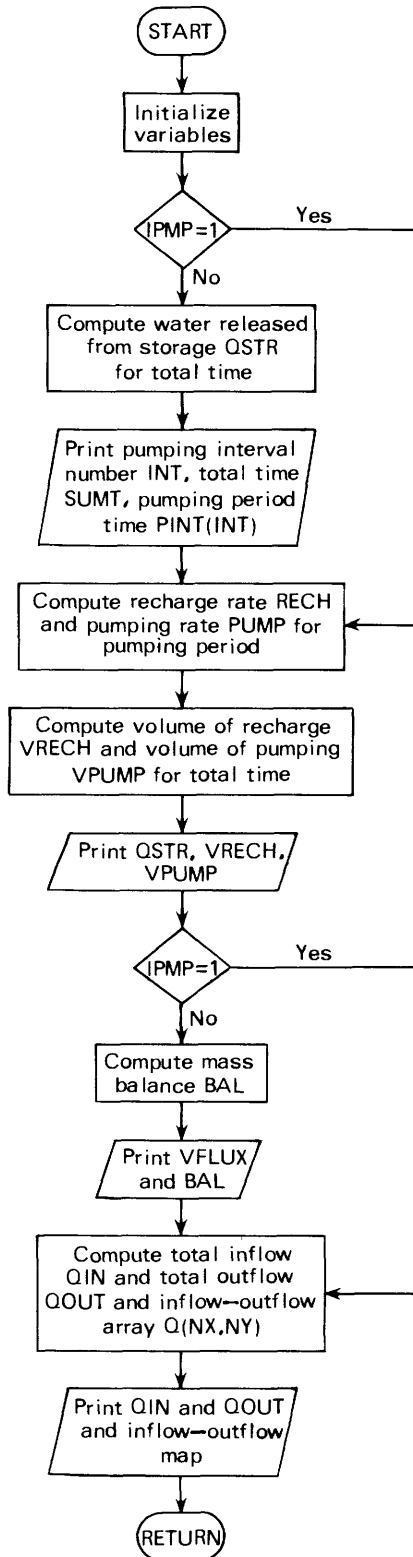 START
Initialize
variables
IPMP=1
Yes
No
Compute water released
from storage QSTR
for total time
Print pumping interval
number INT, total time
SUMT, pumping period
time PINT(INT)
Compute recharge rate RECH
and pumping rate PUMP for
pumping period
Compute volume of recharge
VRECH and volume of pumping
VPUMP for total time
Print QSTR, VRECH,
VPUMP
IPMP=1
Yes
No
Compute mass
balance BAL
Print VFLUX
and BAL
Compute total inflow
QIN and total outflow
QOUT and inflow–outflow
array Q(NX,NY)
Print QIN and QOUT
and inflow–outflow
map
RETURN